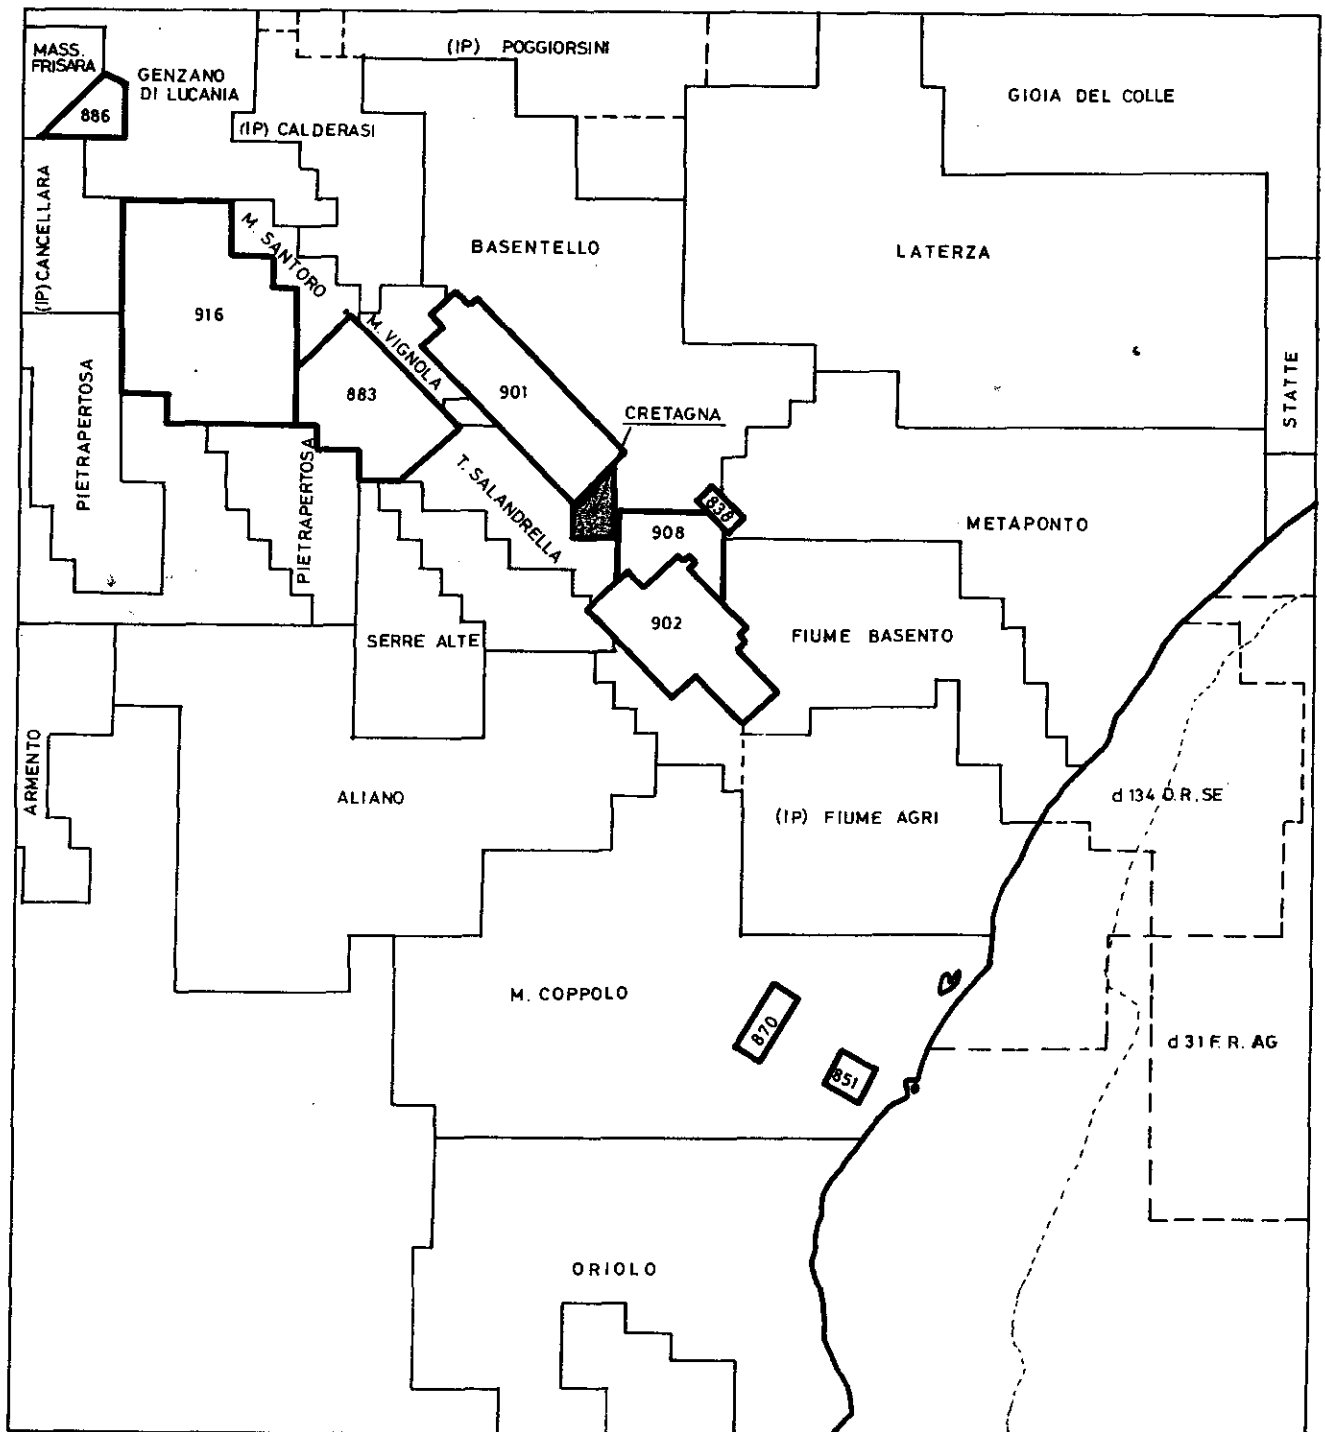 (IP) POGGIORSINI
MASS.
FRISARA
GENZANO
DI LUCANIA
886
GIOIA DEL COLLE
(IP) CALDERASI
(IP) CANCELLARA
M. SANTORO
BASENTELLO
LATERZA
916
M. VIGNOLA
STATTE
PIETRAPERTOSA
883
901
CRETAGNA
PIETRAPERTOSA
T. SALANDRELLA
838
908
METAPONTO
902
SERRE ALTE
FIUME BASENTO
ARMENTO
ALIANO
d 134 D.R. SE
(IP) FIUME AGRI
M. COPPOLO
870
d 31 F. R. AG
851
ORIOLO